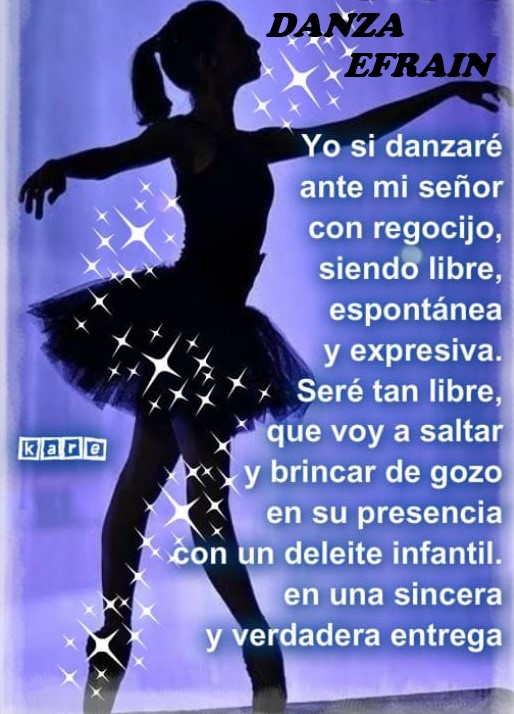 DANZA
EFRAIN
Yo si danzaré
ante mi señor
con regocijo,
siendo libre,
espontánea
y expresiva.
Seré tan libre,
que voy a saltar
y brincar de gozo
en su presencia
con un deleite infantil.
en una sincera
y verdadera entrega
kare